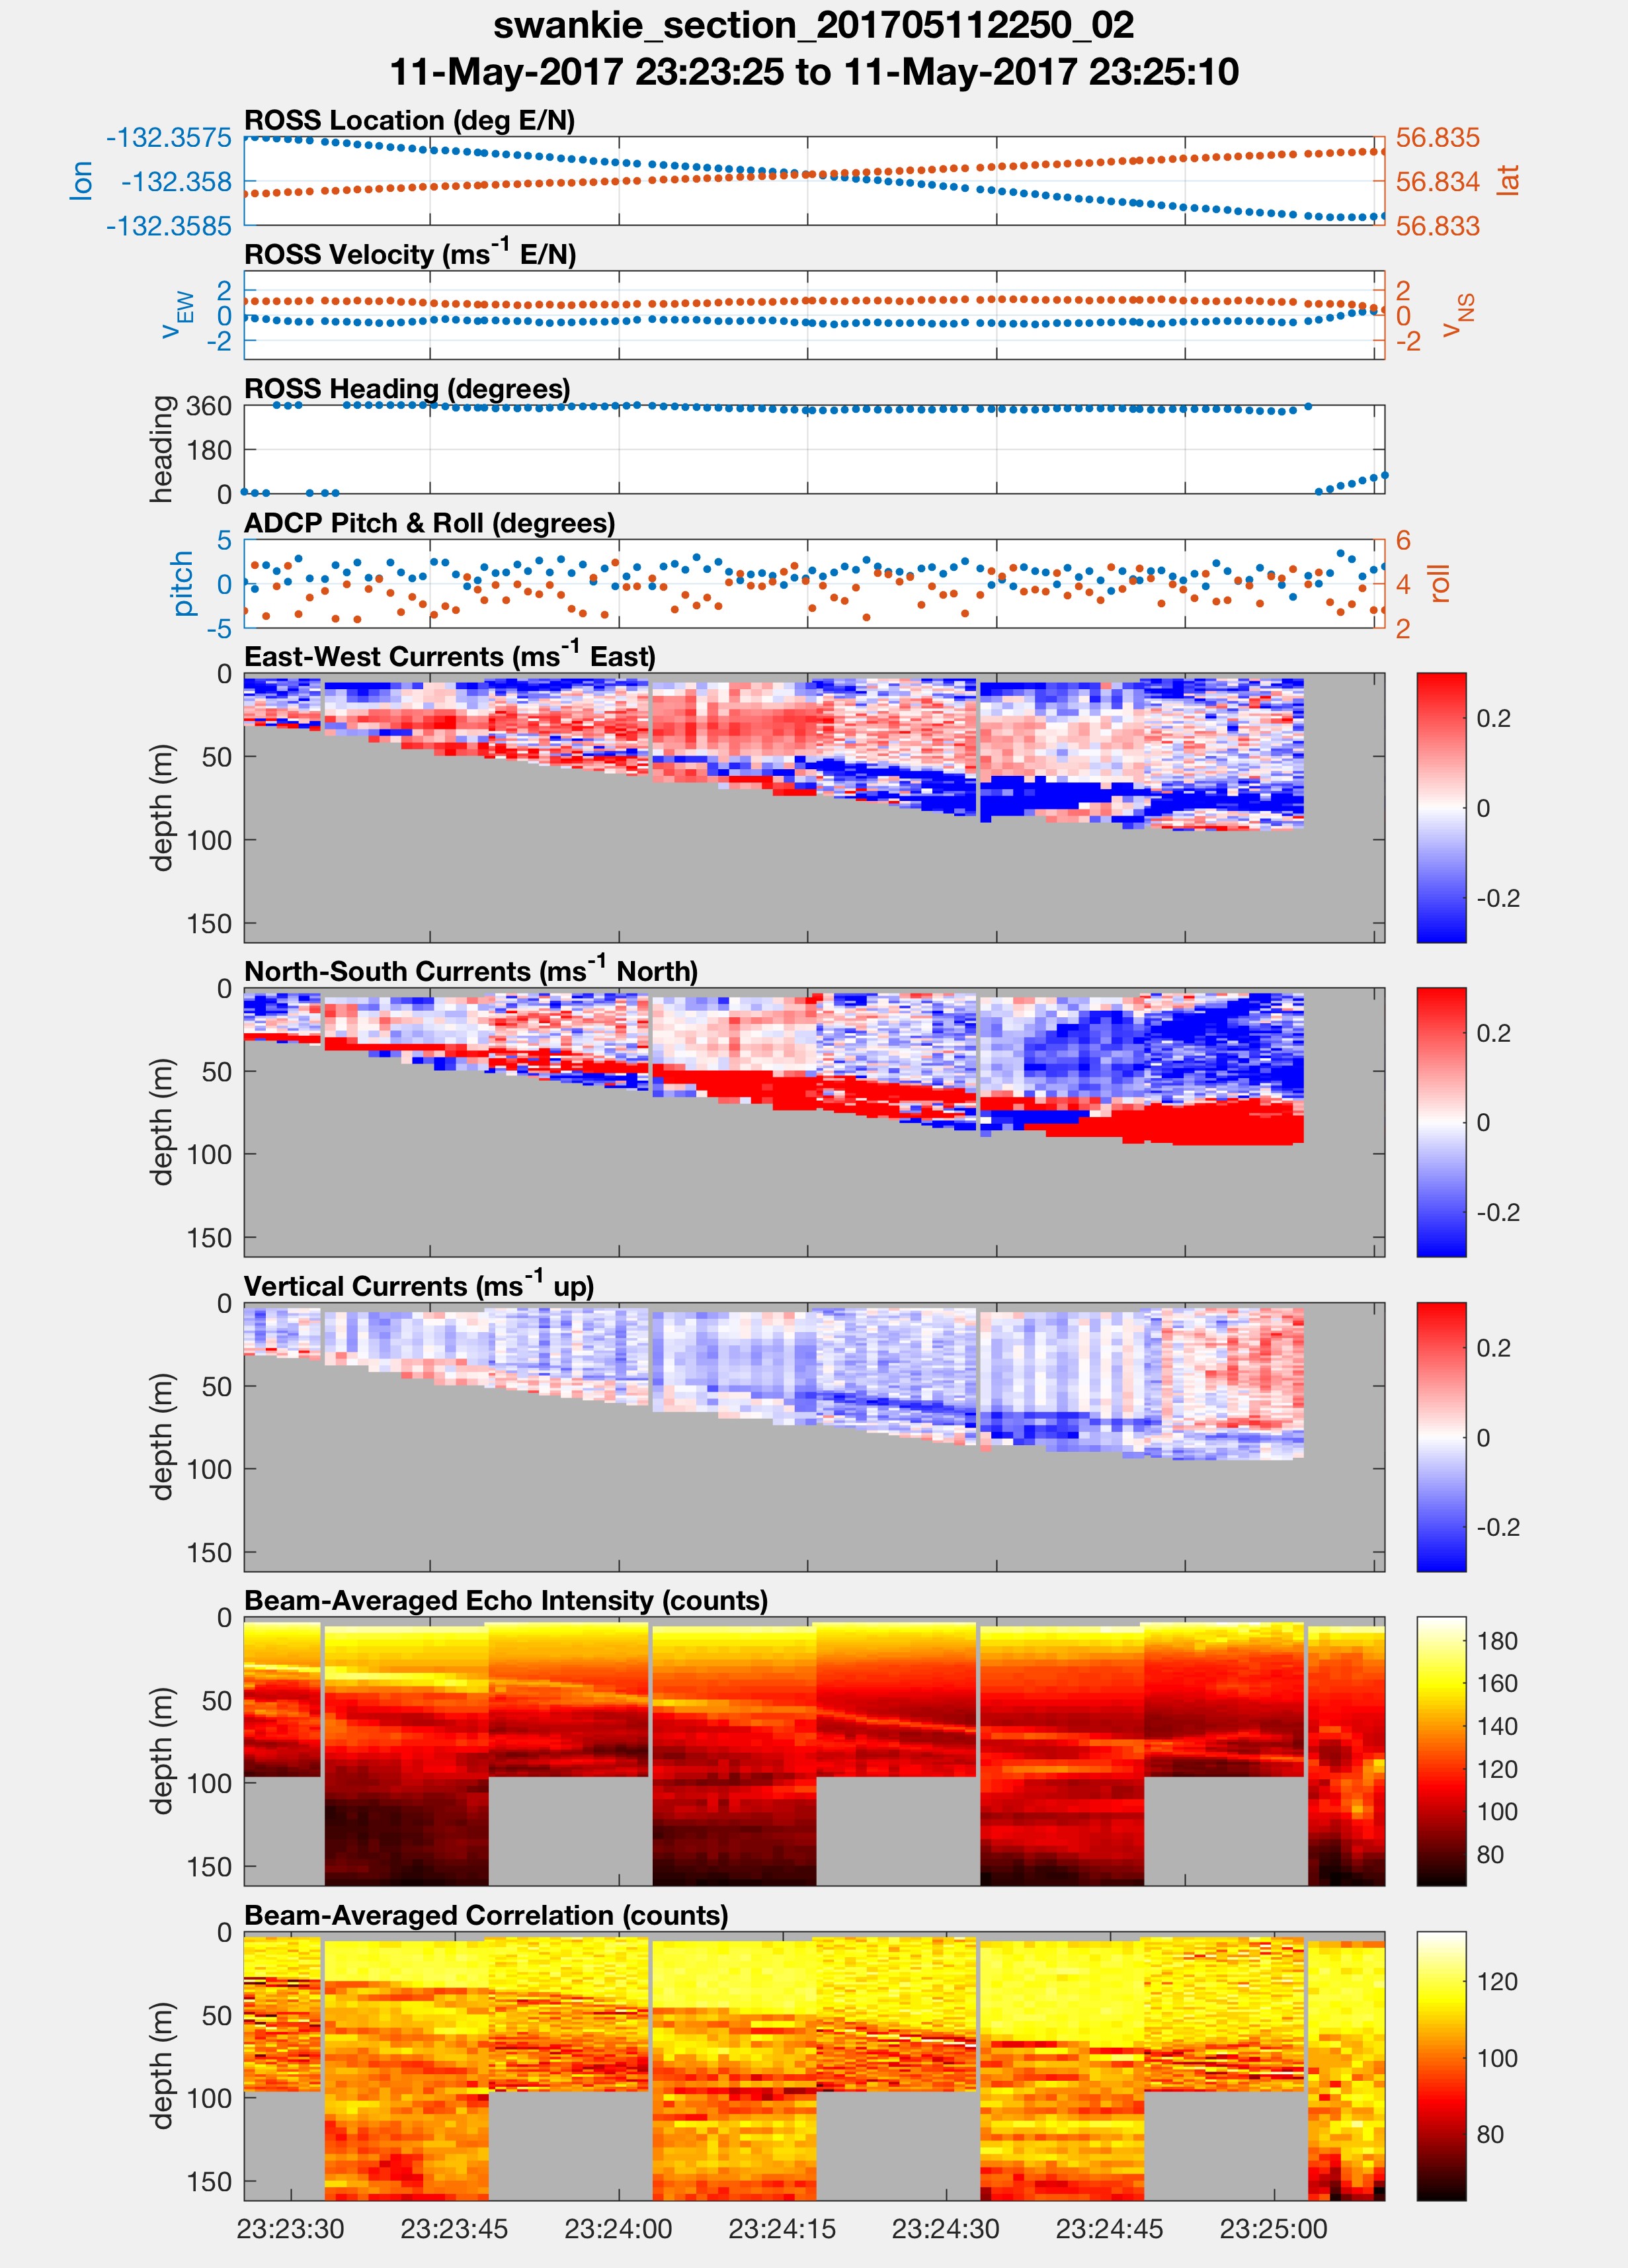 swankie_section_201705112250_02
11-May-2017 23:23:25 to 11-May-2017 23:25:10
ROSS Location (deg E/N)
-132.3575
-132.358
-132.3585
lon
56.835
56.834
56.833
lat
ROSS Velocity (ms-1 E/N)
2
0
-2
vEW
2
0
-2
vNS
ROSS Heading (degrees)
360
180
0
heading
ADCP Pitch & Roll (degrees)
5
0
-5
pitch
6
4
2
roll
East-West Currents (ms-1 East)
0
50
100
150
depth (m)
0.2
0
-0.2
North-South Currents (ms-1 North)
0
50
100
150
depth (m)
0.2
0
-0.2
Vertical Currents (ms-1 up)
0
50
100
150
depth (m)
0.2
0
-0.2
Beam-Averaged Echo Intensity (counts)
0
50
100
150
depth (m)
180
160
140
120
100
80
Beam-Averaged Correlation (counts)
0
50
100
150
depth (m)
120
100
80
23:23:30 23:23:45 23:24:00 23:24:15 23:24:30 23:24:45 23:25:00